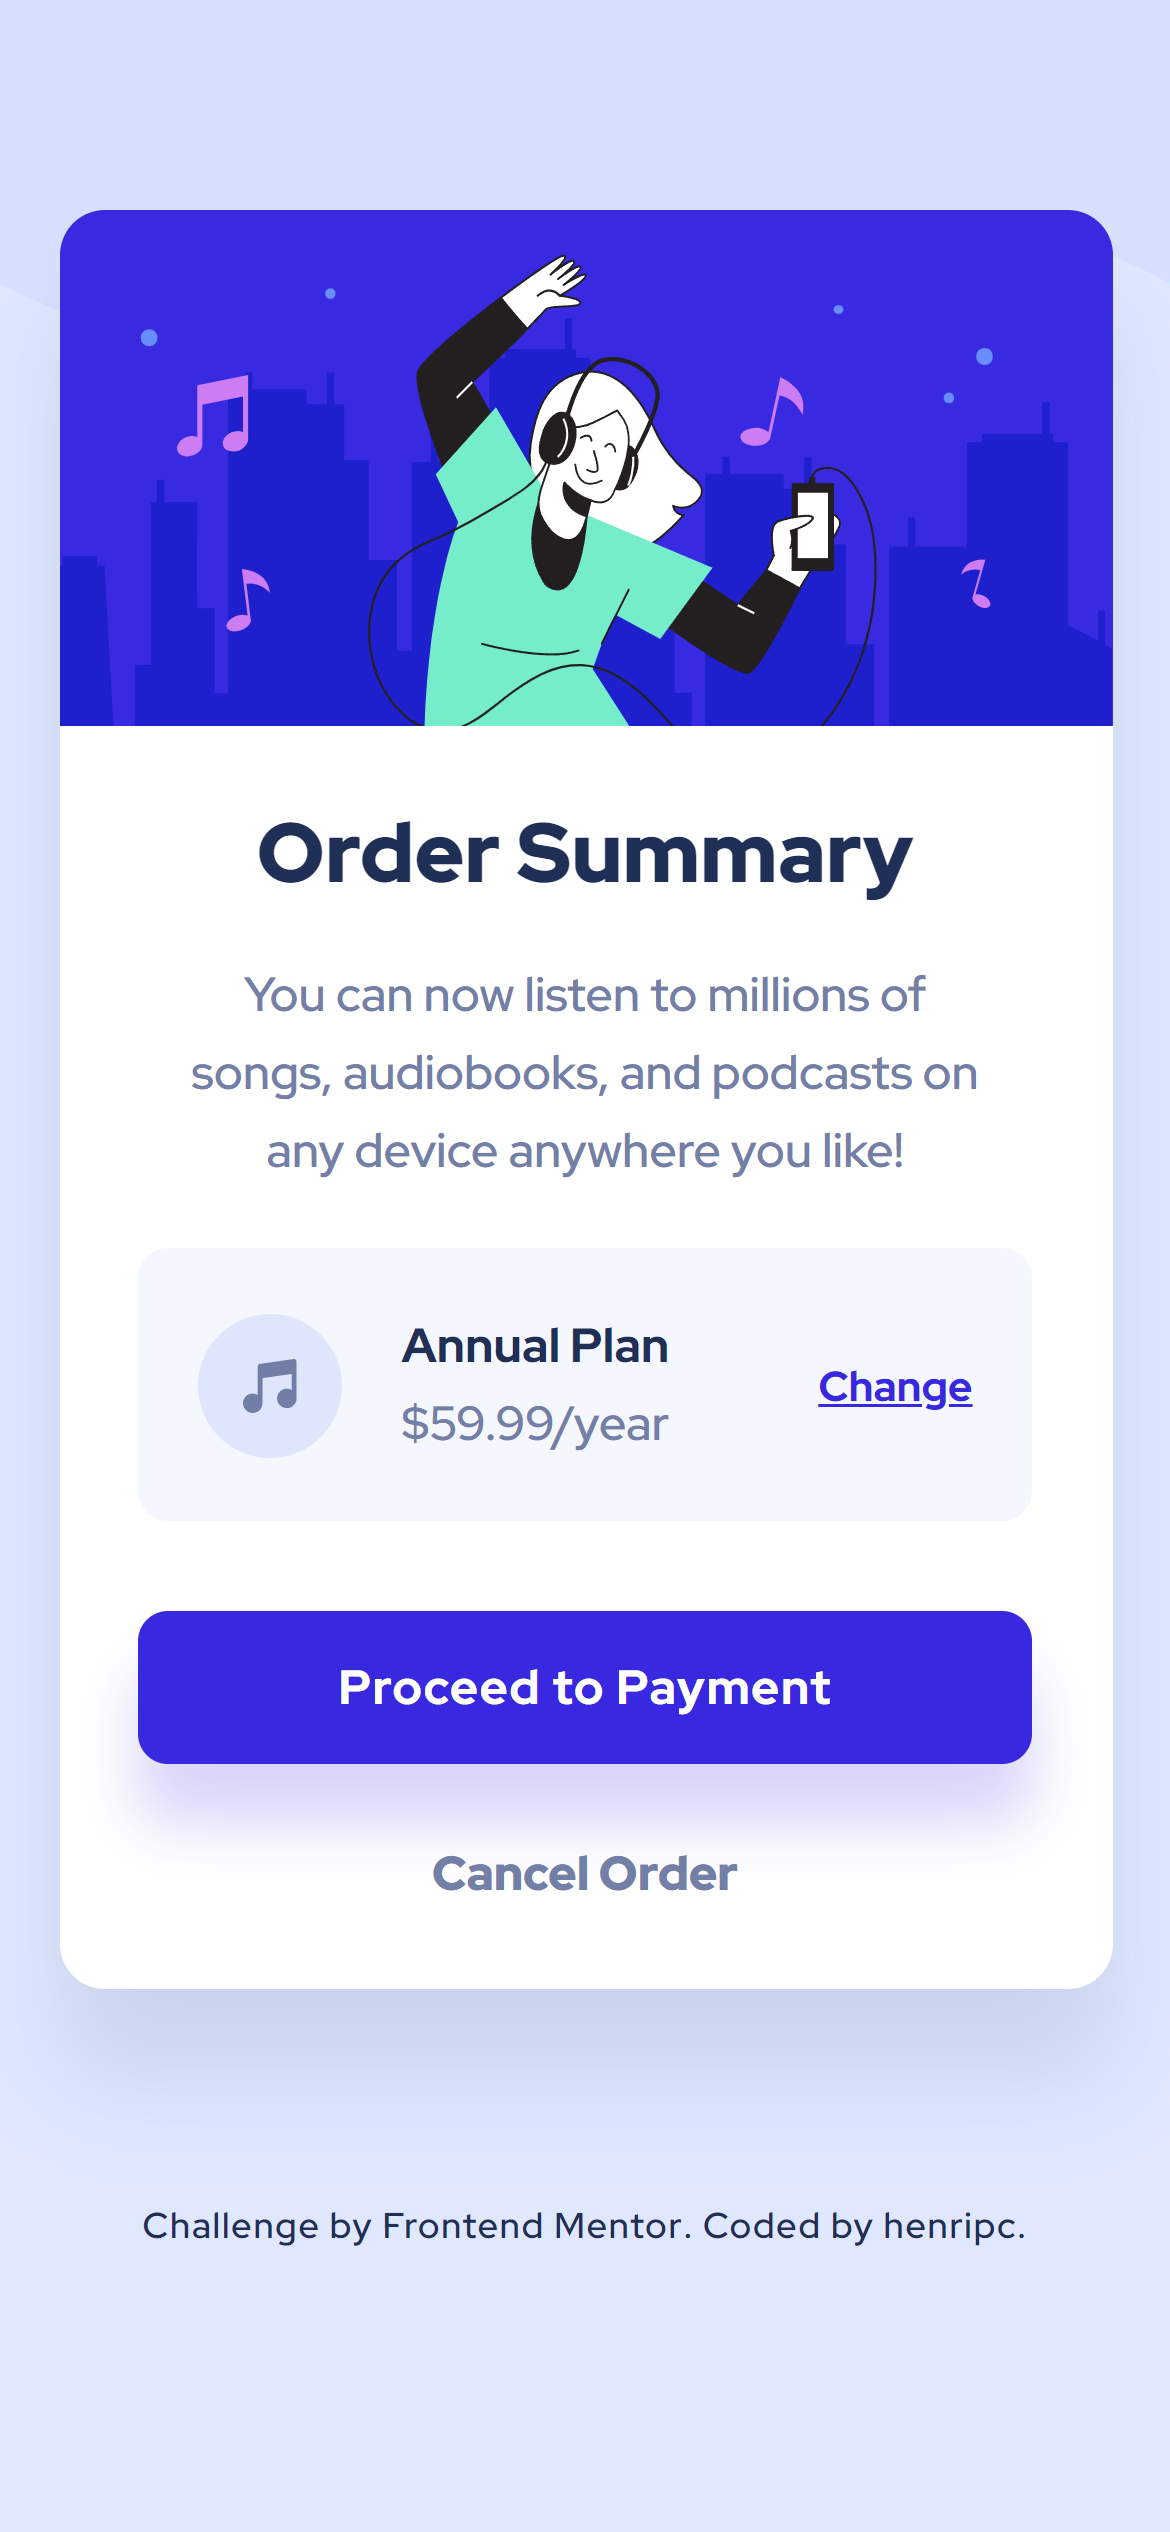 Order Summary
You can now listen to millions of
songs, audiobooks, and podcasts on
any device anywhere you like!
Annual Plan
$59.99/year
Change
Proceed to Payment
Cancel Order
Challenge by Frontend Mentor. Coded by henripc.